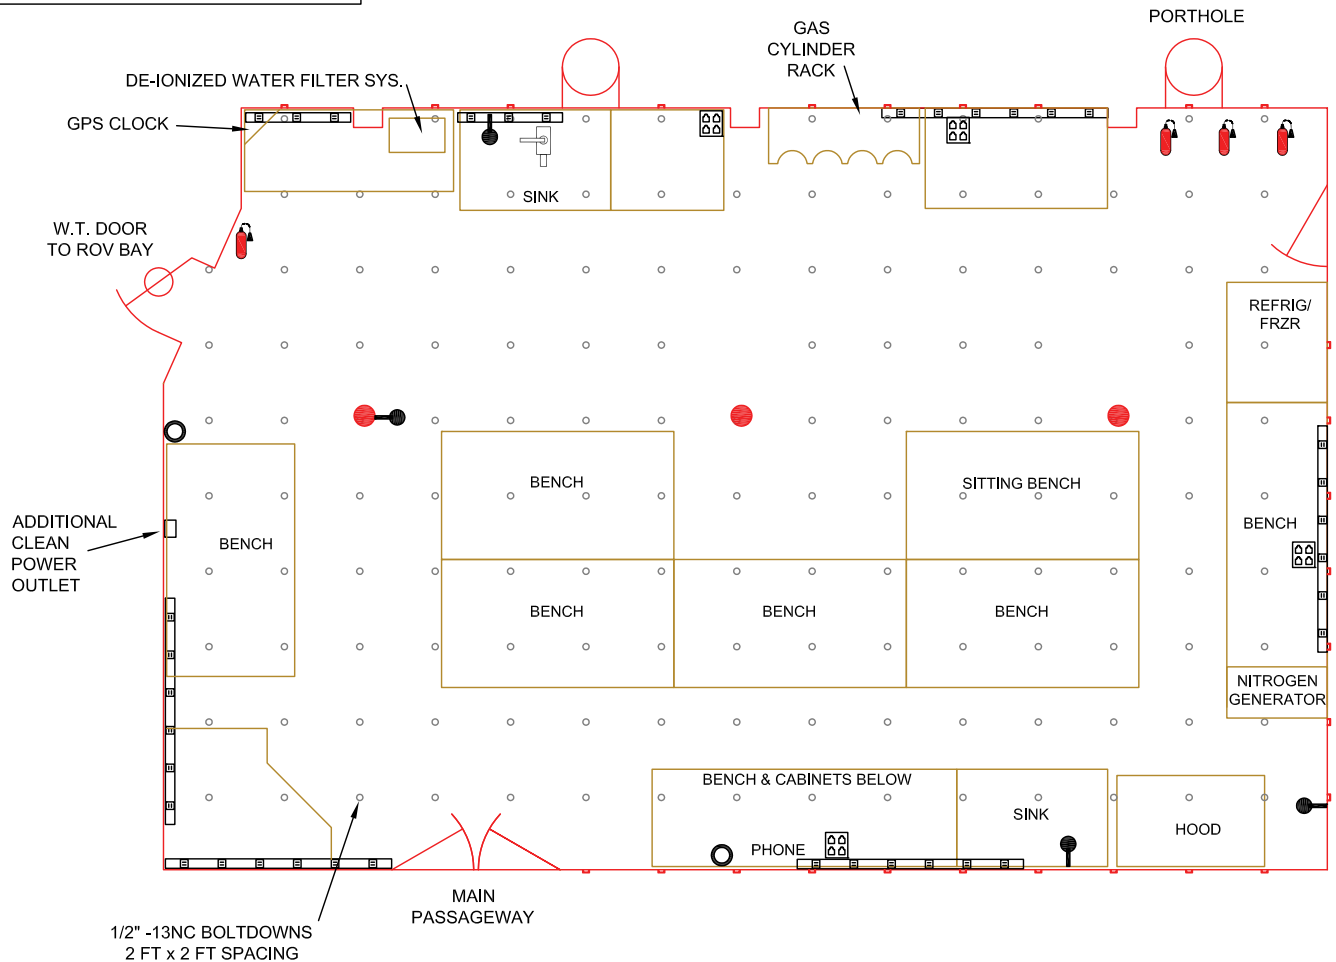 PORTHOLE
GAS
CYLINDER
RACK
DE-IONIZED WATER FILTER SYS.
GPS CLOCK
SINK
W.T. DOOR
TO ROV BAY
REFRIG/
FRZR
BENCH
SITTING BENCH
ADDITIONAL
CLEAN
POWER
OUTLET
BENCH
BENCH
BENCH
BENCH
BENCH
NITROGEN
GENERATOR
BENCH & CABINETS BELOW
SINK
HOOD
PHONE
MAIN
PASSAGEWAY
1/2" -13NC BOLTDOWNS
2 FT x 2 FT SPACING